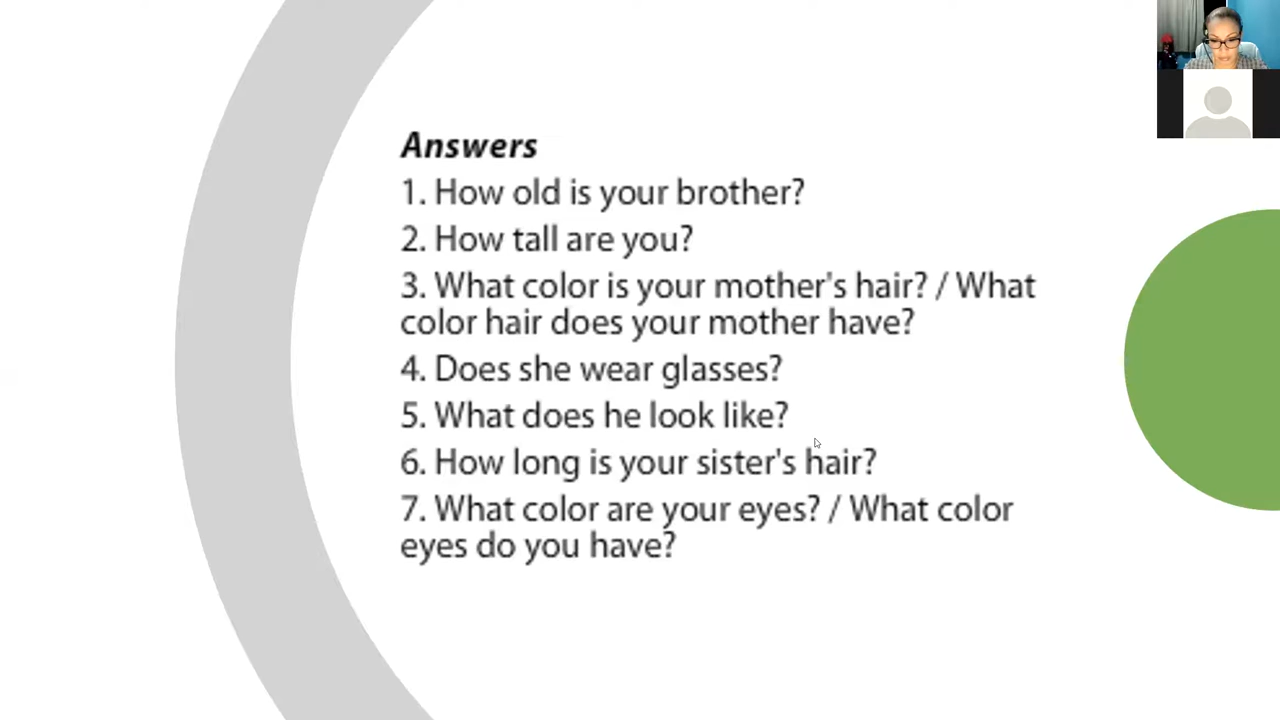 Answers
1. How old is your brother?
2. How tall are you?
3. What color is your mother's hair? / What
color hair does your mother have?
4. Does she wear glasses?
5. What does he look like?
6. How long is your sister's hair?
7. What color are your eyes? / What color
eyes do you have?